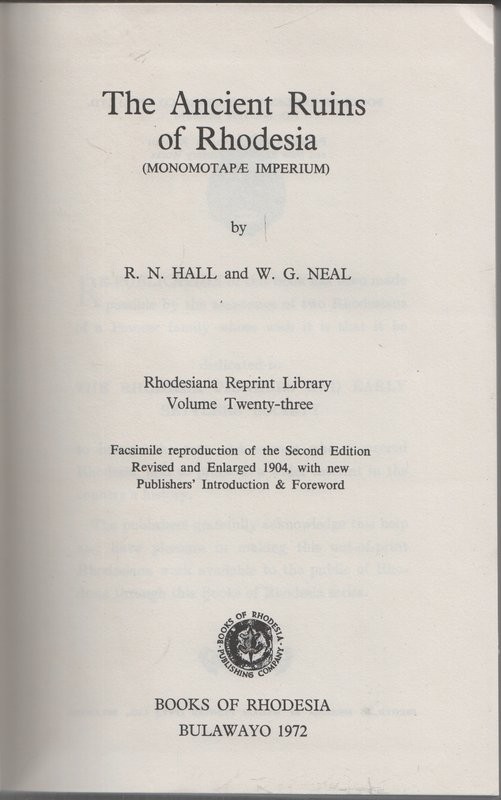 The Ancient Ruins
of Rhodesia
(MONOMOTAPÆ IMPERIUM)
by
R. N. HALL and W. G. NEAL
Rhodesiana Reprint Library
Volume Twenty-three
Facsimile reproduction of the Second Edition
Revised and Enlarged 1904, with new
Publishers' Introduction & Foreword
BOOKS OF RHODESIA
PUBLISHING COMPANY
BOOKS OF RHODESIA
BULAWAYO 1972